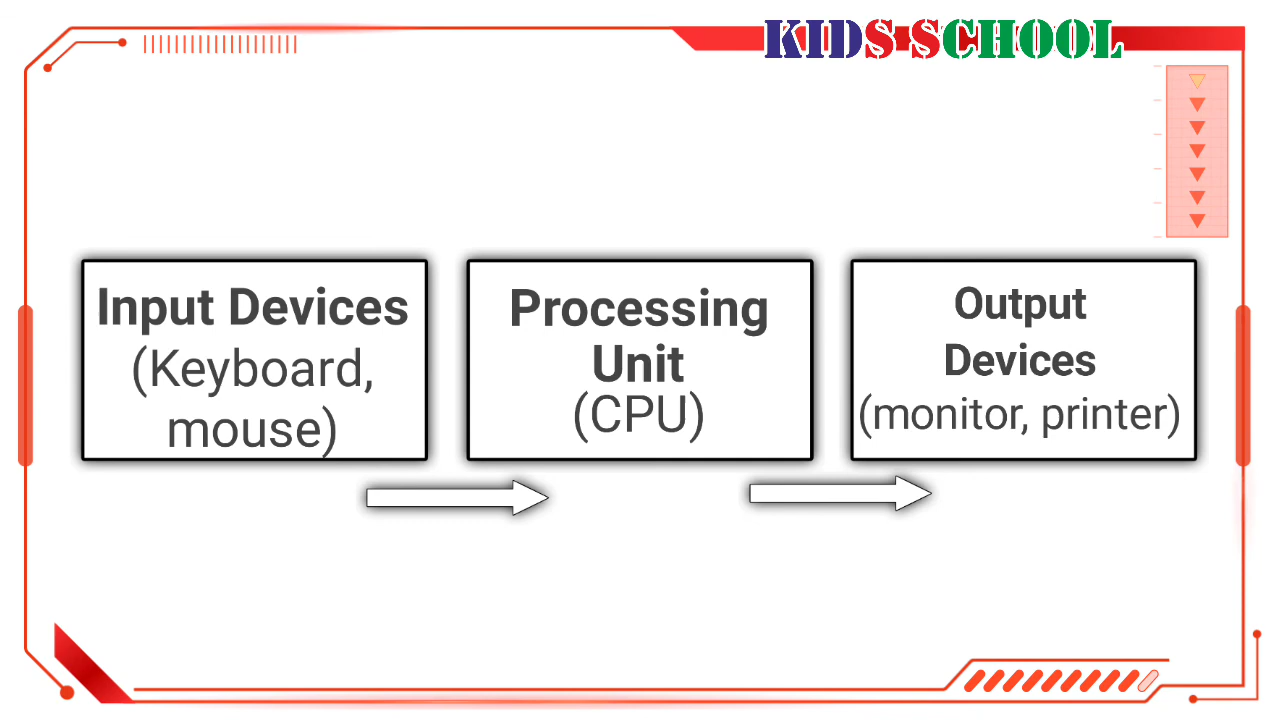 KIDS SCHOOL
Input Devices
(Keyboard,
mouse)
Processing
Unit
(CPU)
Output
Devices
(monitor, printer)